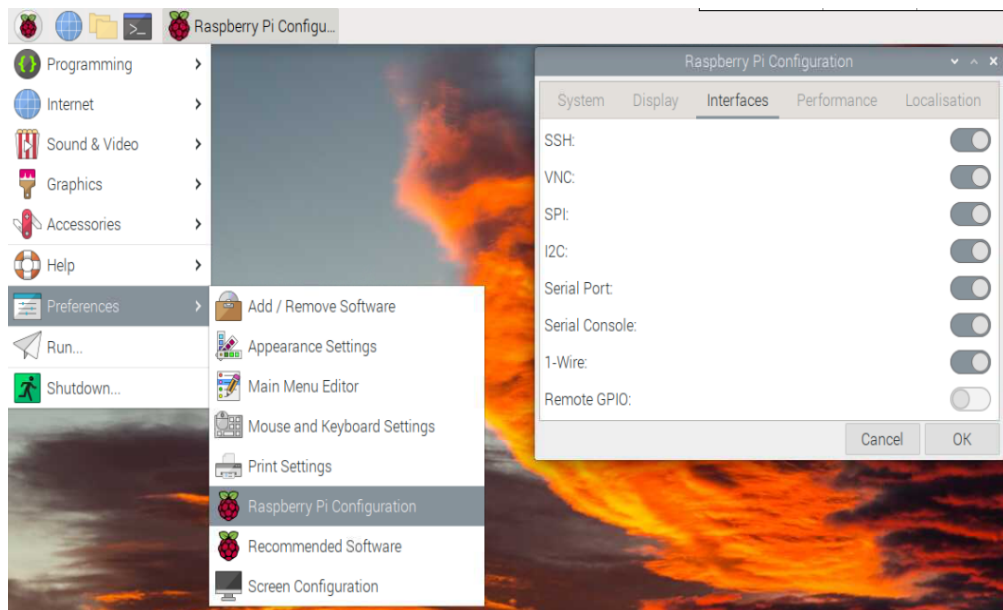 Raspberry Pi Configu...
Programming
Internet
Sound & Video
Graphics
Accessories
Help
Preferences
Run...
Shutdown...
Add / Remove Software
Appearance Settings
Main Menu Editor
Mouse and Keyboard Settings
Print Settings
Raspberry Pi Configuration
Recommended Software
Screen Configuration
Raspberry Pi Configuration
System Display Interfaces Performance Localisation
SSH:
VNC:
SPI:
I2C:
Serial Port:
Serial Console:
1-Wire:
Remote GPIO:
Cancel OK